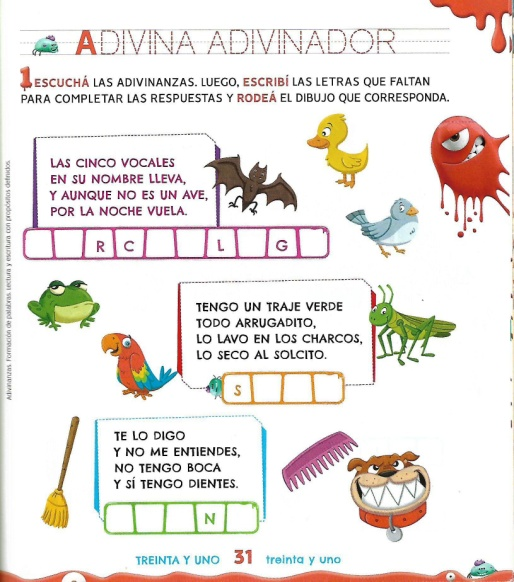 ADIVINA ADIVINADOR
1 ESCUCHÁ LAS ADIVINANZAS. LUEGO, ESCRIBÍ LAS LETRAS QUE FALTAN
PARA COMPLETAR LAS RESPUESTAS Y RODEÁ EL DIBUJO QUE CORRESPONDA.
LAS CINCO VOCALES
EN SU NOMBRE LLEVA,
Y AUNQUE NO ES UN AVE,
POR LA NOCHE VUELA.
R C L G
TENGO UN TRAJE VERDE
TODO ARRUGADITO,
LO LAVO EN LOS CHARCOS,
LO SECO AL SOLCITO.
S
TE LO DIGO
Y NO ME ENTIENDES,
NO TENGO BOCA
Y SÍ TENGO DIENTES.
N
TREINTA Y UNO 31 treinta y uno
Adivinanzas. Formación de palabras. Lectura y escritura con propósitos definidos.